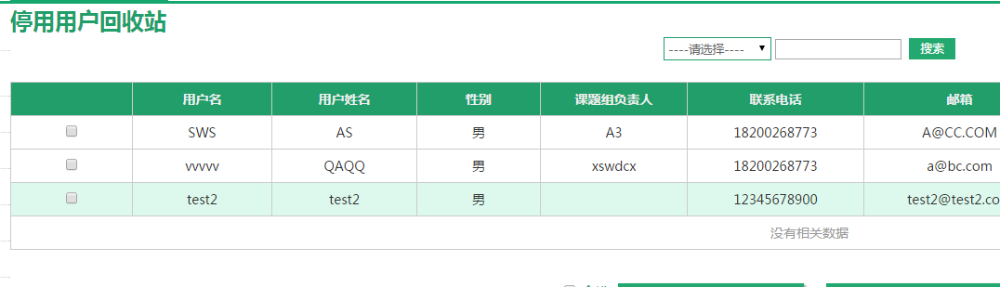 停用用户回收站
----请选择---- 搜索
用户名 用户姓名 性别 课题组负责人 联系电话 邮箱
SWS AS 男 A3 18200268773 A@CC.COM
vvvvv QAQQ 男 xswdcx 18200268773 a@bc.com
test2 test2 男 12345678900 test2@test2.co
没有相关数据